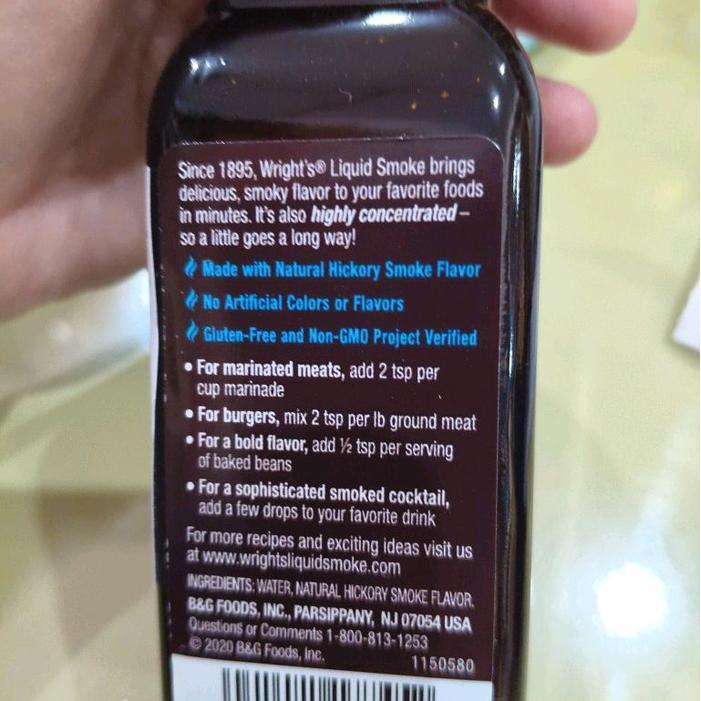 Since 1895, Wright's® Liquid Smoke brings
delicious, smoky flavor to your favorite foods
in minutes. It's also highly concentrated –
so a little goes a long way!
Made with Natural Hickory Smoke Flavor
No Artificial Colors or Flavors
Gluten-Free and Non-GMO Project Verified
• For marinated meats, add 2 tsp per
cup marinade
• For burgers, mix 2 tsp per lb ground meat
• For a bold flavor, add ½ tsp per serving
of baked beans
• For a sophisticated smoked cocktail,
add a few drops to your favorite drink
For more recipes and exciting ideas visit us
at www.wrightsliquidsmoke.com
INGREDIENTS: WATER, NATURAL HICKORY SMOKE FLAVOR.
B&G FOODS, INC., PARSIPPANY, NJ 07054 USA
Questions or Comments 1-800-813-1253
© 2020 B&G Foods, Inc. 1150580